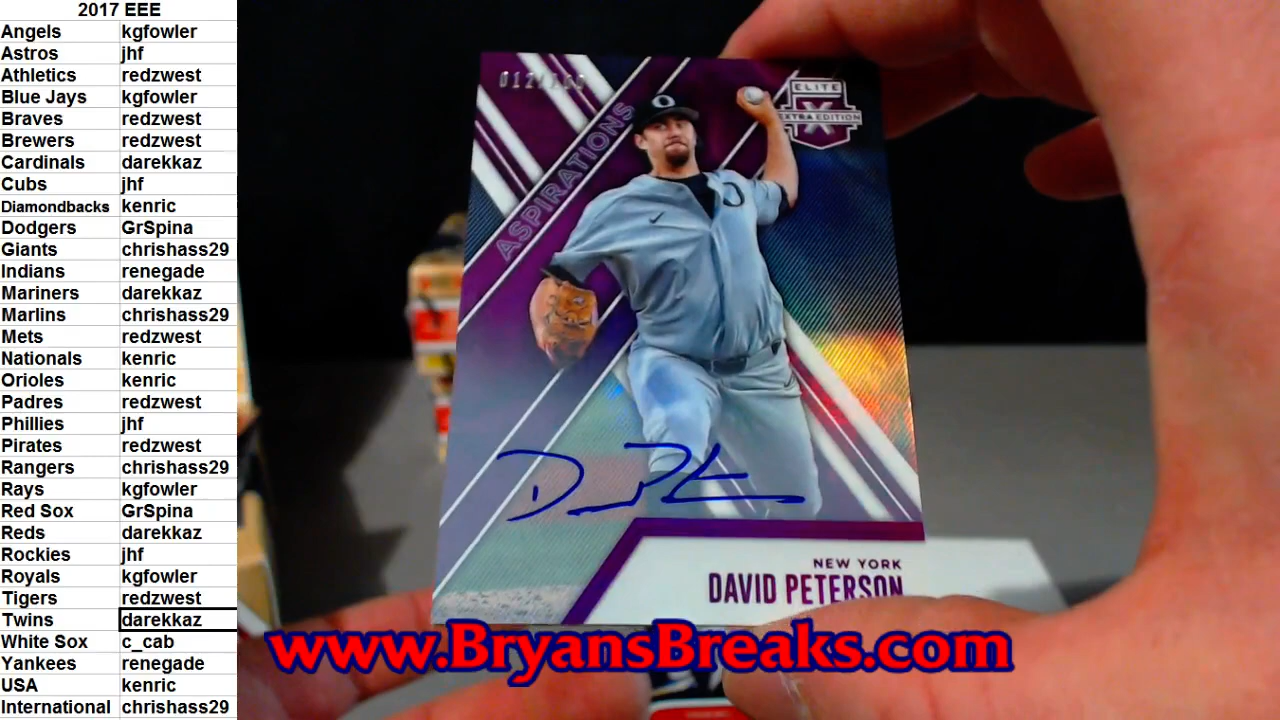 2017 EEE
Angels kgfowler
Astros jhf
Athletics redzwest
Blue Jays kgfowler
Braves redzwest
Brewers redzwest
Cardinals darekkaz
Cubs jhf
Diamondbacks kenric
Dodgers GrSpina
Giants chrishass29
Indians renegade
Mariners darekkaz
Marlins chrishass29
Mets redzwest
Nationals kenric
Orioles kenric
Padres redzwest
Phillies jhf
Pirates redzwest
Rangers chrishass29
Rays kgfowler
Red Sox GrSpina
Reds darekkaz
Rockies jhf
Royals kgfowler
Tigers redzwest
Twins darekkaz
White Sox c_cab
Yankees renegade
USA kenric
International chrishass29
ELITE
EXTRA EDITION
X
ASPIRATIONS
O
NEW YORK
DAVID PETERSON
www.BryansBreaks.com